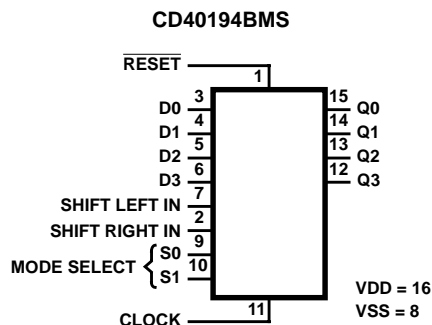 CD40194BMS
RESET
1
D0 3 15 Q0
D1 4 14 Q1
D2 5 13 Q2
D3 6 12 Q3
SHIFT LEFT IN 7
SHIFT RIGHT IN 2
S0 9
MODE SELECT
S1 10
VDD = 16
VSS = 8
CLOCK 11